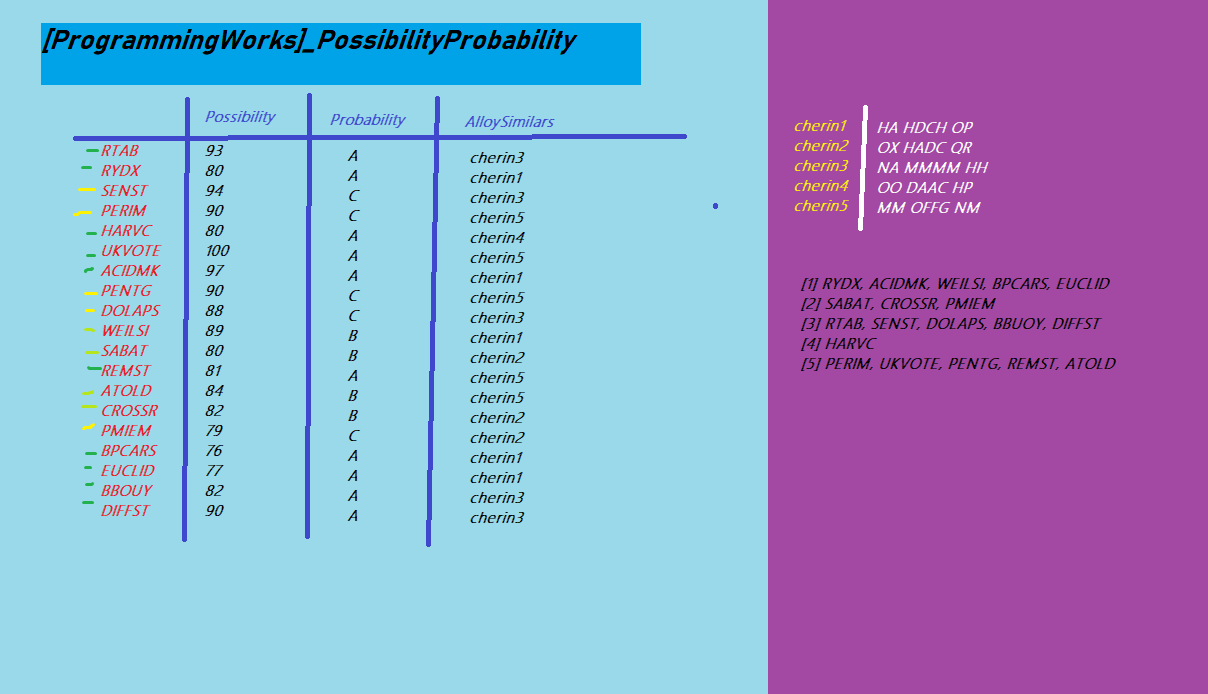 [ProgrammingWorks]_PossibilityProbability
Possibility Probability AlloySimilars
RTAB 93 A cherin3
RYDX 80 A cherin1
SENST 94 C cherin3
PERIM 90 C cherin5
HARVC 80 A cherin4
UKVOTE 100 A cherin5
ACIDMK 97 A cherin1
PENTG 90 C cherin5
DOLAPS 88 C cherin3
WEILSI 89 B cherin1
SABAT 80 B cherin2
REMST 81 A cherin5
ATOLD 84 B cherin5
CROSSR 82 B cherin2
PMIEM 79 C cherin2
BPCARS 76 A cherin1
EUCLID 77 A cherin1
BBOUY 82 A cherin3
DIFFST 90 A cherin3
cherin1 HA HDCH OP
cherin2 OX HADC QR
cherin3 NA MMMM HH
cherin4 OO DAAC HP
cherin5 MM OFFG NM
[1] RYDX, ACIDMK, WEILSI, BPCARS, EUCLID
[2] SABAT, CROSSR, PMIEM
[3] RTAB, SENST, DOLAPS, BBUOY, DIFFST
[4] HARVC
[5] PERIM, UKVOTE, PENTG, REMST, ATOLD